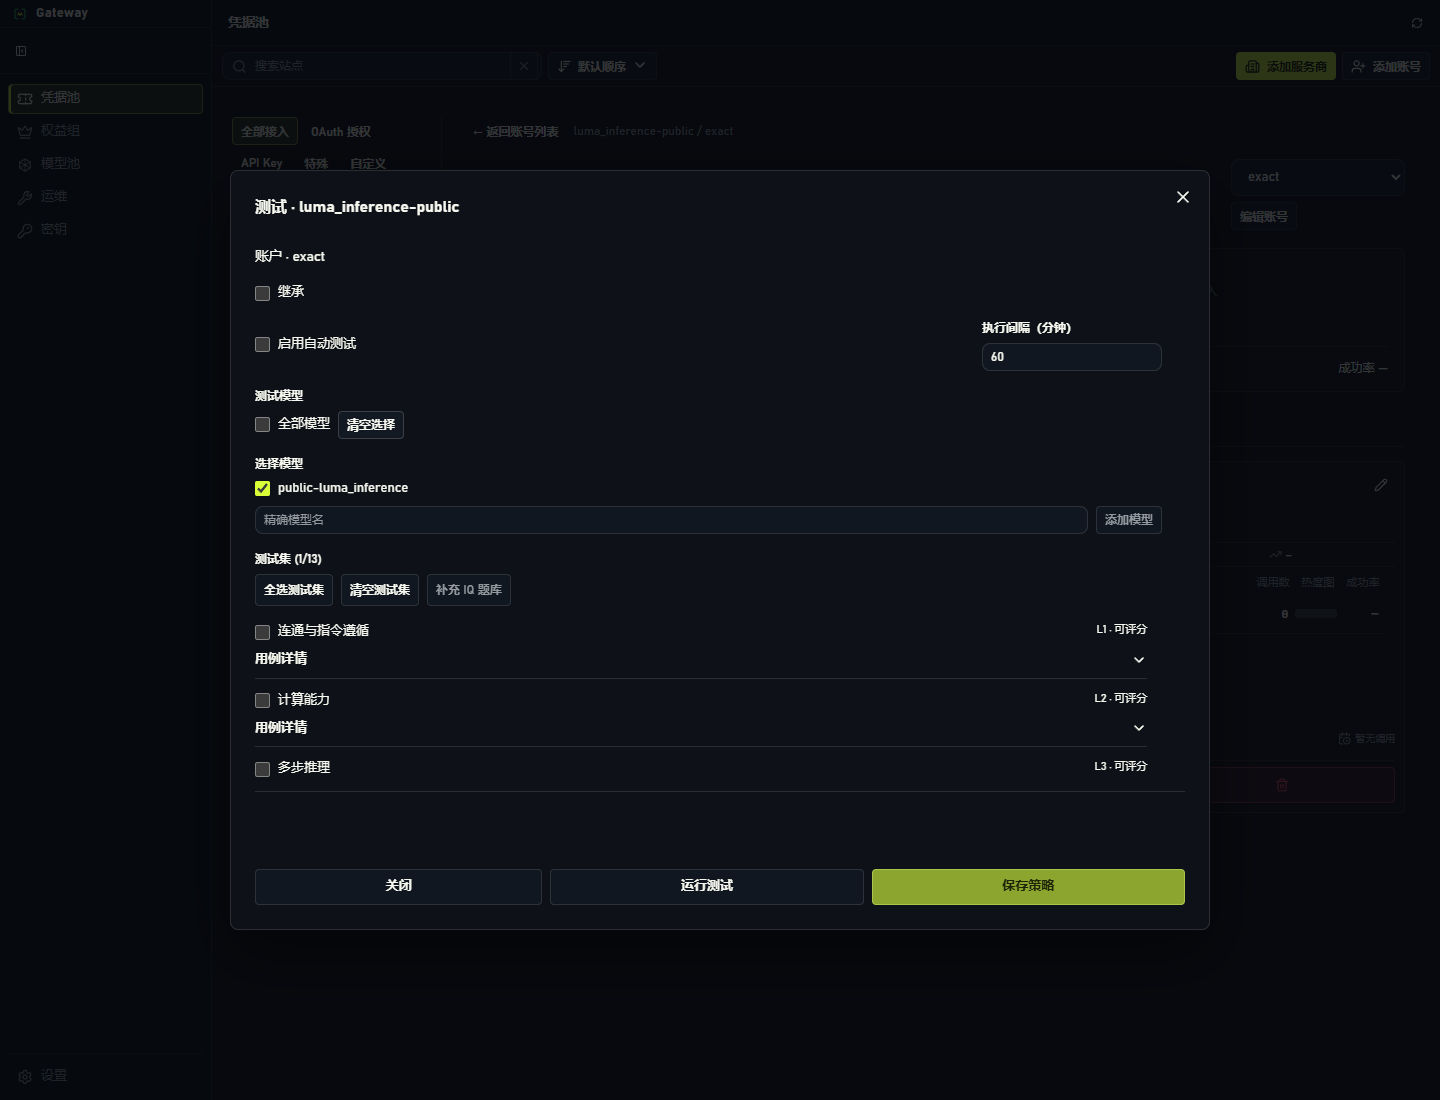 Gateway
凭据池
搜索站点
默认顺序
添加服务商
添加账号
凭据池
权益组
模型池
运维
密钥
全部接入
OAuth 授权
← 返回账号列表
luma_inference-public / exact
API Key
特殊
自定义
exact
编辑账号
测试 · luma_inference-public
账户 · exact
继承
启用自动测试
执行间隔（分钟）
60
测试模型
全部模型
清空选择
选择模型
public-luma_inference
精确模型名
添加模型
测试集 (1/13)
全选测试集
清空测试集
补充 IQ 题库
连通与指令遵循
L1 · 可评分
用例详情
计算能力
L2 · 可评分
用例详情
多步推理
L3 · 可评分
关闭
运行测试
保存策略
成功率 —
–
调用数
热度图
成功率
0
—
暂无调用
设置